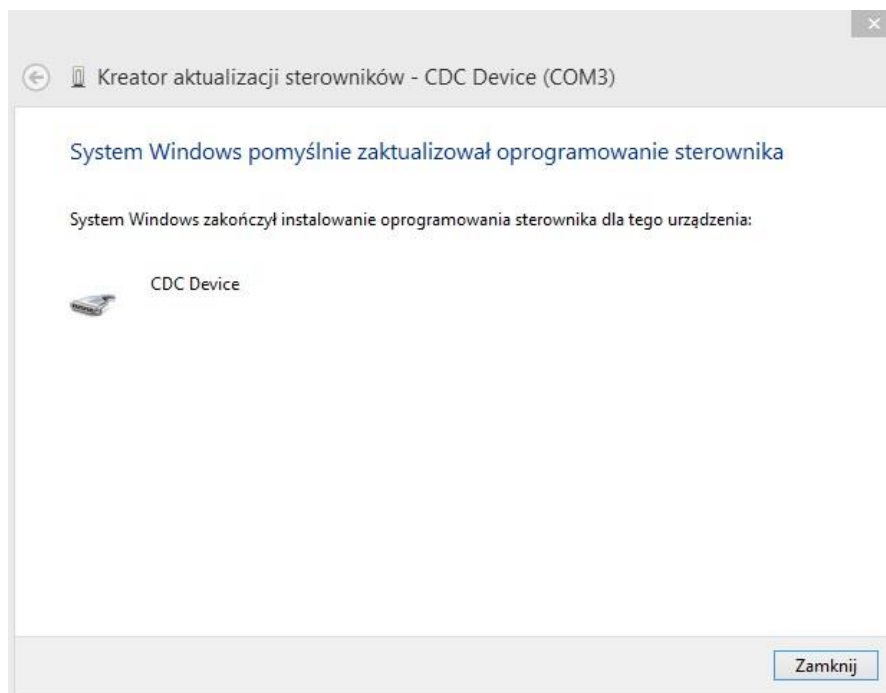 Kreator aktualizacji sterowników - CDC Device (COM3)
System Windows pomyślnie zaktualizował oprogramowanie sterownika
System Windows zakończył instalowanie oprogramowania sterownika dla tego urządzenia:
CDC Device
Zamknij